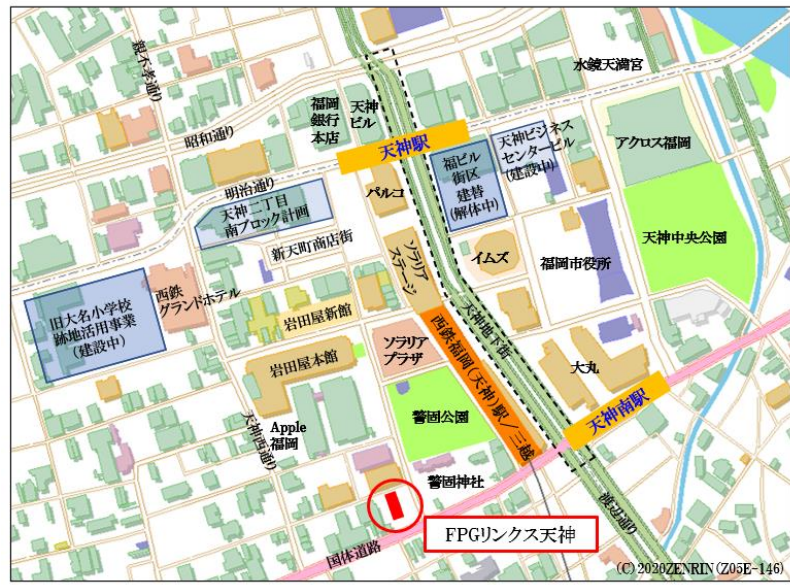 親不孝通り
昭和通り
福岡
銀行
本店
天神
ビル
水鏡天満宮
天神駅
福ビル
街区
建替
(解体中)
天神ビジネス
センタービル
(建設中)
アクロス福岡
明治通り
天神二丁目
南ブロック計画
パルコ
新天町商店街
ソラリア
ステージ
イムズ
福岡市役所
天神中央公園
旧大名小学校
跡地活用事業
(建設中)
西鉄
グランドホテル
岩田屋新館
天神地下街
岩田屋本館
ソラリア
プラザ
西鉄福岡(天神)駅/三越
大丸
天神南駅
警固公園
Apple
福岡
天神西通り
警固神社
渡辺通り
国体道路
FPGリンクス天神
(C)2020ZENRIN(Z05E-146)